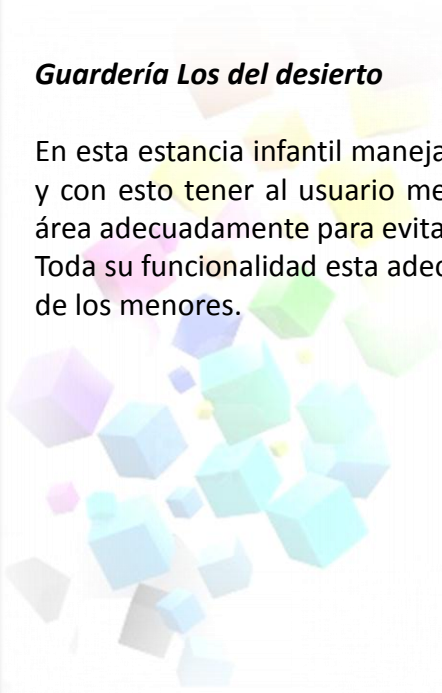 Guardería Los del desierto
En esta estancia infantil maneja
y con esto tener al usuario me
área adecuadamente para evita
Toda su funcionalidad esta adec
de los menores.